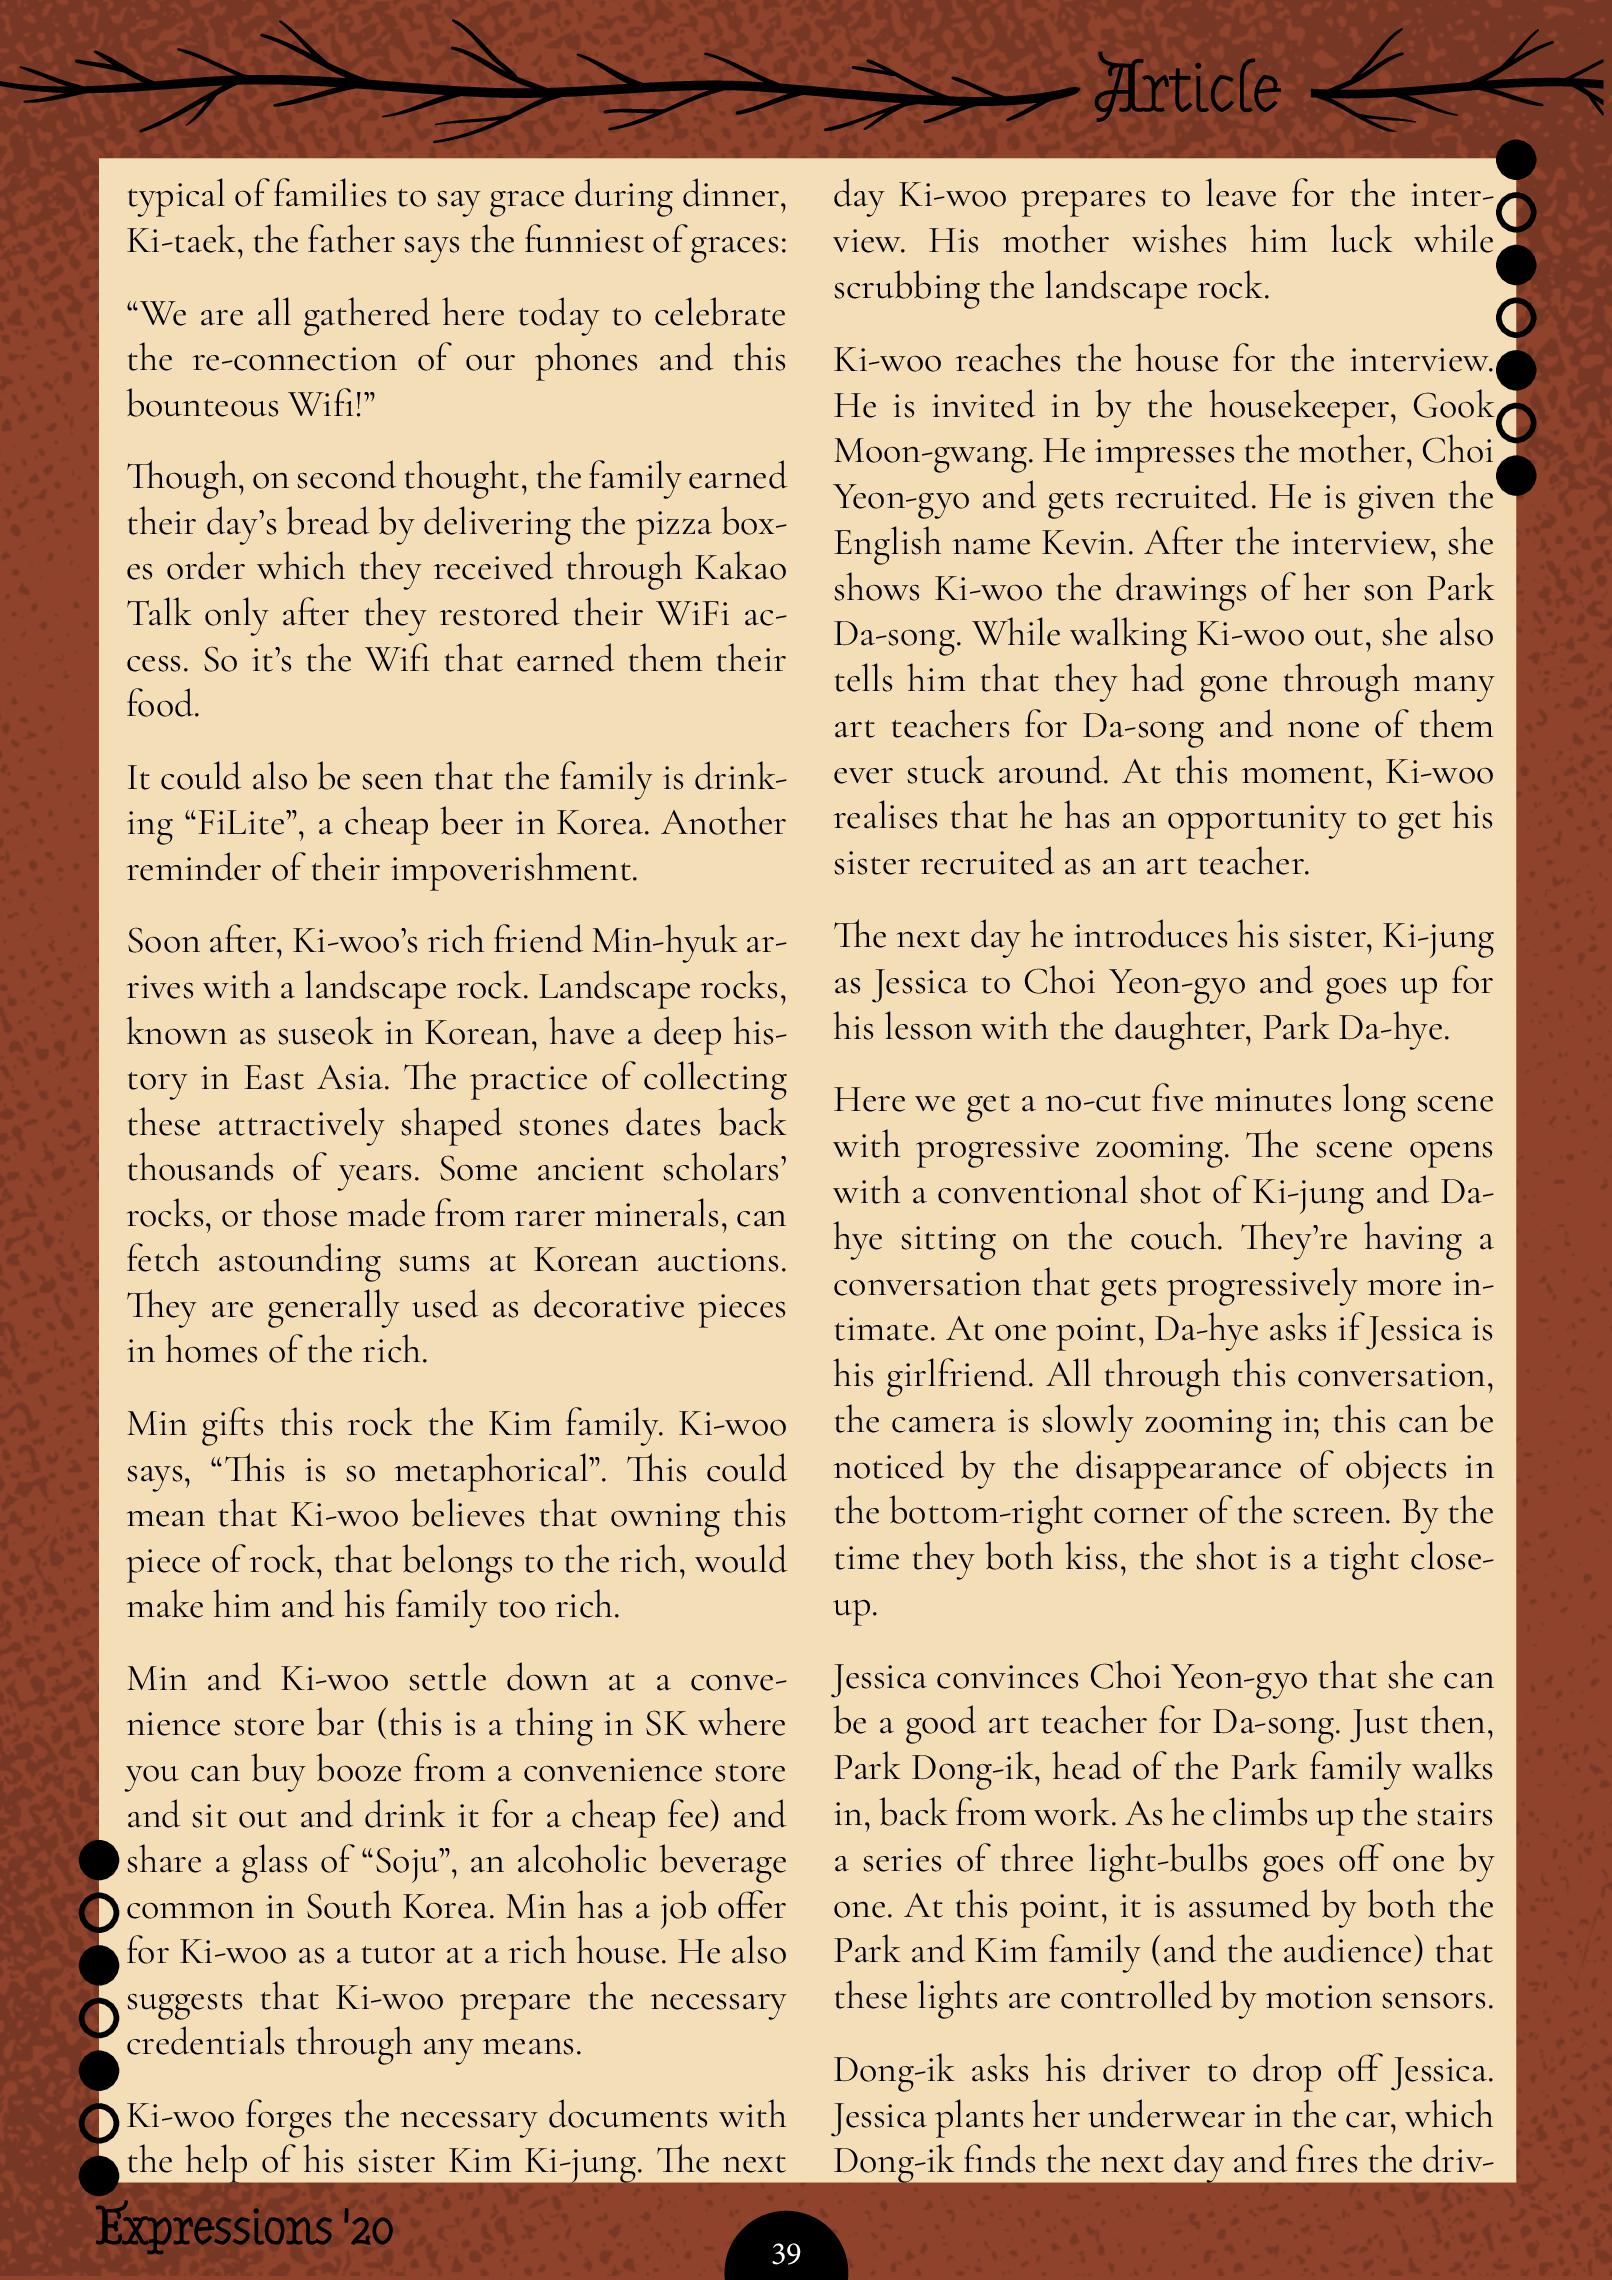 Article
typical of families to say grace during dinner,
Ki-taek, the father says the funniest of graces:
“We are all gathered here today to celebrate
the re-connection of our phones and this
bounteous Wifi!”
Though, on second thought, the family earned
their day’s bread by delivering the pizza box-
es order which they received through Kakao
Talk only after they restored their WiFi ac-
cess. So it’s the Wifi that earned them their
food.
It could also be seen that the family is drink-
ing “FiLite”, a cheap beer in Korea. Another
reminder of their impoverishment.
Soon after, Ki-woo’s rich friend Min-hyuk ar-
rives with a landscape rock. Landscape rocks,
known as suseok in Korean, have a deep his-
tory in East Asia. The practice of collecting
these attractively shaped stones dates back
thousands of years. Some ancient scholars’
rocks, or those made from rarer minerals, can
fetch astounding sums at Korean auctions.
They are generally used as decorative pieces
in homes of the rich.
Min gifts this rock the Kim family. Ki-woo
says, “This is so metaphorical”. This could
mean that Ki-woo believes that owning this
piece of rock, that belongs to the rich, would
make him and his family too rich.
Min and Ki-woo settle down at a conve-
nience store bar (this is a thing in SK where
you can buy booze from a convenience store
and sit out and drink it for a cheap fee) and
share a glass of “Soju”, an alcoholic beverage
common in South Korea. Min has a job offer
for Ki-woo as a tutor at a rich house. He also
suggests that Ki-woo prepare the necessary
credentials through any means.
Ki-woo forges the necessary documents with
the help of his sister Kim Ki-jung. The next
day Ki-woo prepares to leave for the inter-
view. His mother wishes him luck while
scrubbing the landscape rock.
Ki-woo reaches the house for the interview.
He is invited in by the housekeeper, Gook
Moon-gwang. He impresses the mother, Choi
Yeon-gyo and gets recruited. He is given the
English name Kevin. After the interview, she
shows Ki-woo the drawings of her son Park
Da-song. While walking Ki-woo out, she also
tells him that they had gone through many
art teachers for Da-song and none of them
ever stuck around. At this moment, Ki-woo
realises that he has an opportunity to get his
sister recruited as an art teacher.
The next day he introduces his sister, Ki-jung
as Jessica to Choi Yeon-gyo and goes up for
his lesson with the daughter, Park Da-hye.
Here we get a no-cut five minutes long scene
with progressive zooming. The scene opens
with a conventional shot of Ki-jung and Da-
hye sitting on the couch. They’re having a
conversation that gets progressively more in-
timate. At one point, Da-hye asks if Jessica is
his girlfriend. All through this conversation,
the camera is slowly zooming in; this can be
noticed by the disappearance of objects in
the bottom-right corner of the screen. By the
time they both kiss, the shot is a tight close-
up.
Jessica convinces Choi Yeon-gyo that she can
be a good art teacher for Da-song. Just then,
Park Dong-ik, head of the Park family walks
in, back from work. As he climbs up the stairs
a series of three light-bulbs goes off one by
one. At this point, it is assumed by both the
Park and Kim family (and the audience) that
these lights are controlled by motion sensors.
Dong-ik asks his driver to drop off Jessica.
Jessica plants her underwear in the car, which
Dong-ik finds the next day and fires the driv-
Expressions '20
39